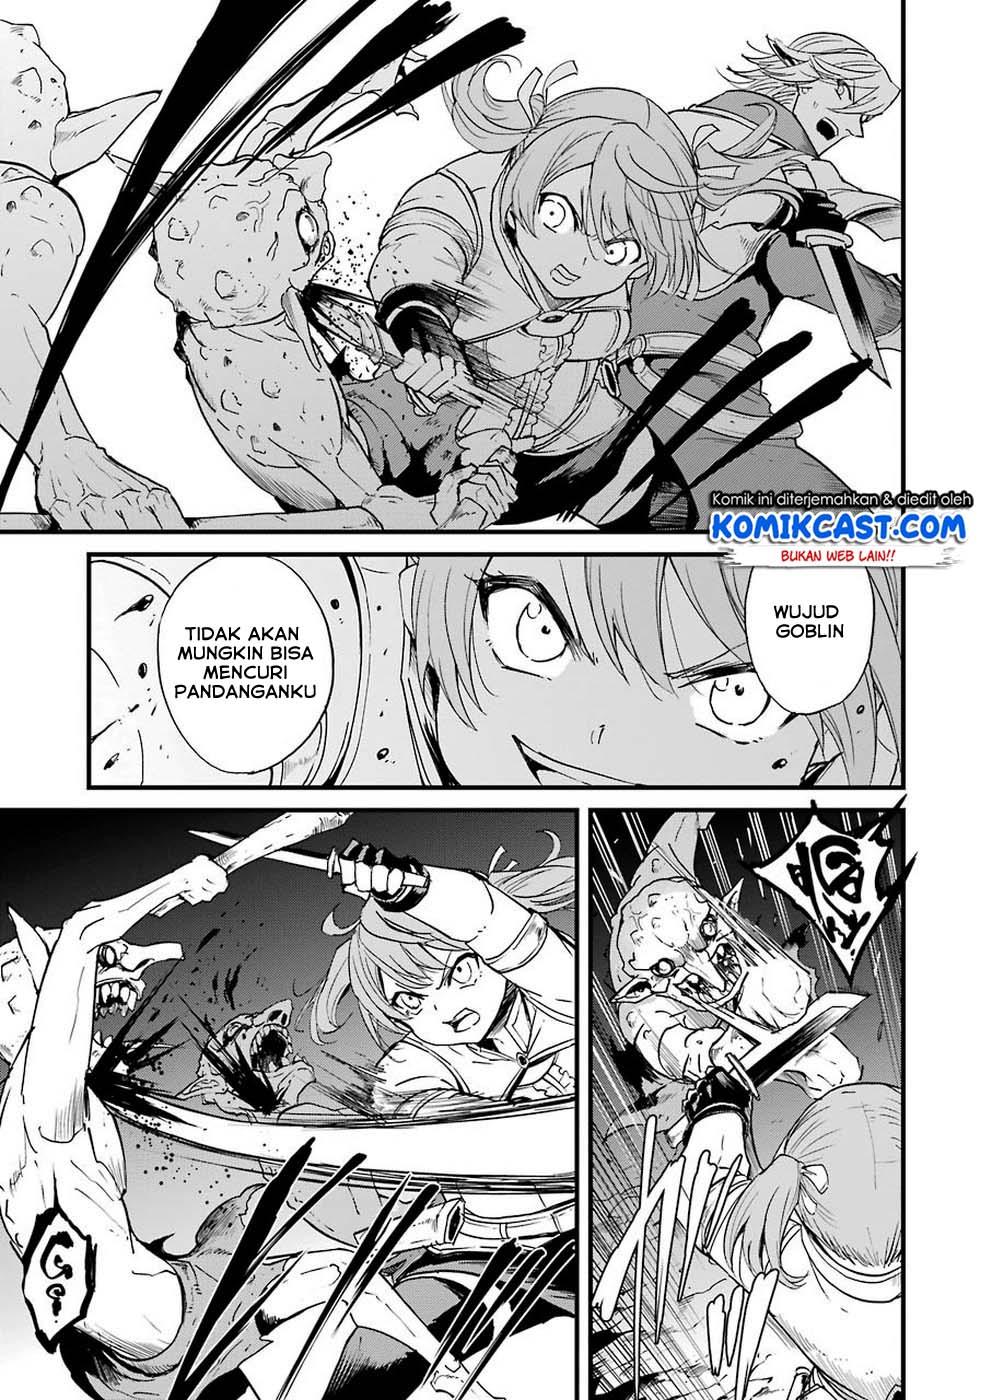 Komik ini diterjemahkan & diedit oleh
KOMIKCAST.COM
BUKAN WEB LAIN!!
WUJUD
GOBLIN
TIDAK AKAN
MUNGKIN BISA
MENCURI
PANDANGANKU